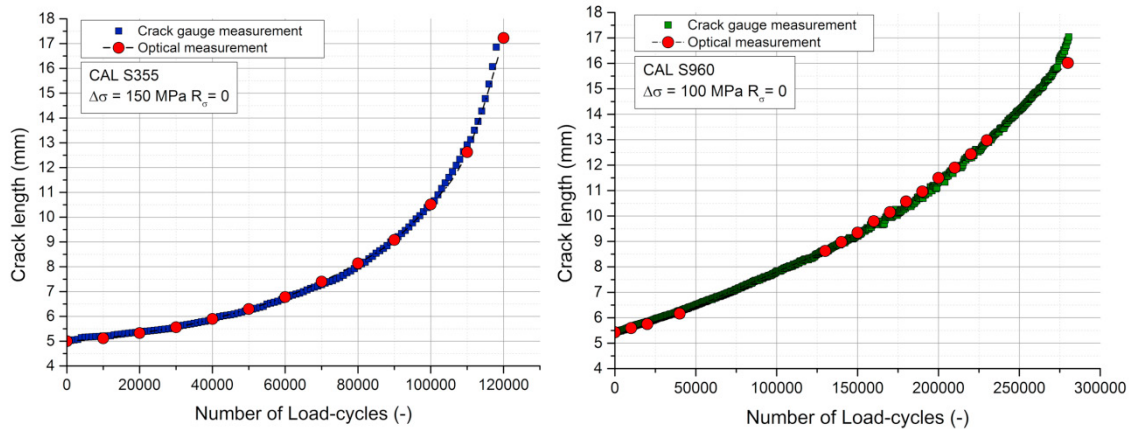 18
17
16
15
14
13
12
11
10
9
8
7
6
5
4
Crack length (mm)
Crack gauge measurement
Optical measurement
CAL S355
Δσ = 150 MPa R_σ= 0
0 20000 40000 60000 80000 100000 120000
Number of Load-cycles (-)
18
17
16
15
14
13
12
11
10
9
8
7
6
5
4
Crack length (mm)
Crack gauge measurement
Optical measurement
CAL S960
Δσ = 100 MPa R_σ= 0
0 50000 100000 150000 200000 250000 300000
Number of Load-cycles (-)